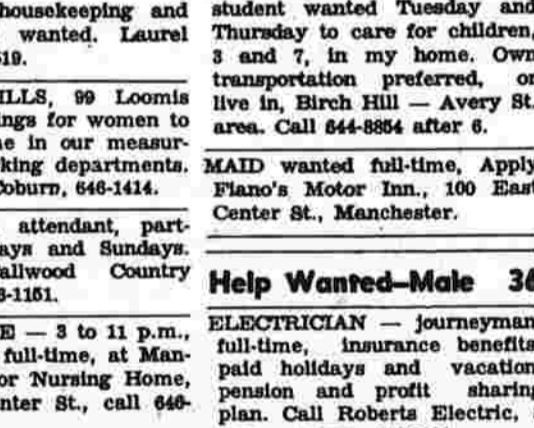 housekeeping and
wanted. Laurel
519.
ILLS, 99 Loomis
ings for women to
e in our measur-
king departments.
oburn, 646-1414.
attendant, part-
ays and Sundays.
allwood Country
3-1151.
E — 3 to 11 p.m.,
full-time, at Man-
or Nursing Home,
nter St., call 646-
student wanted Tuesday and
Thursday to care for children,
3 and 7, in my home. Own
transportation preferred, or
live in, Birch Hill — Avery St.
area. Call 644-8854 after 6.
MAID wanted full-time, Apply
Fiano's Motor Inn., 100 East
Center St., Manchester.
Help Wanted—Male 36
ELECTRICIAN — journeyman
full-time, insurance benefits
paid holidays and vacation
pension and profit sharing
plan. Call Roberts Electric,